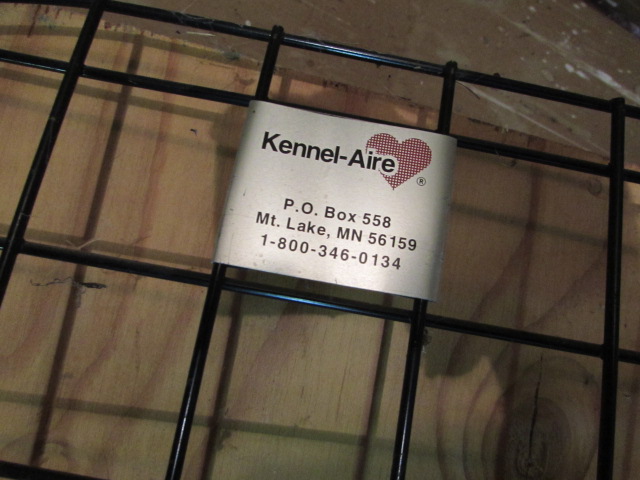 Kennel-Aire ®
P.O. Box 558
Mt. Lake, MN 56159
1-800-346-0134